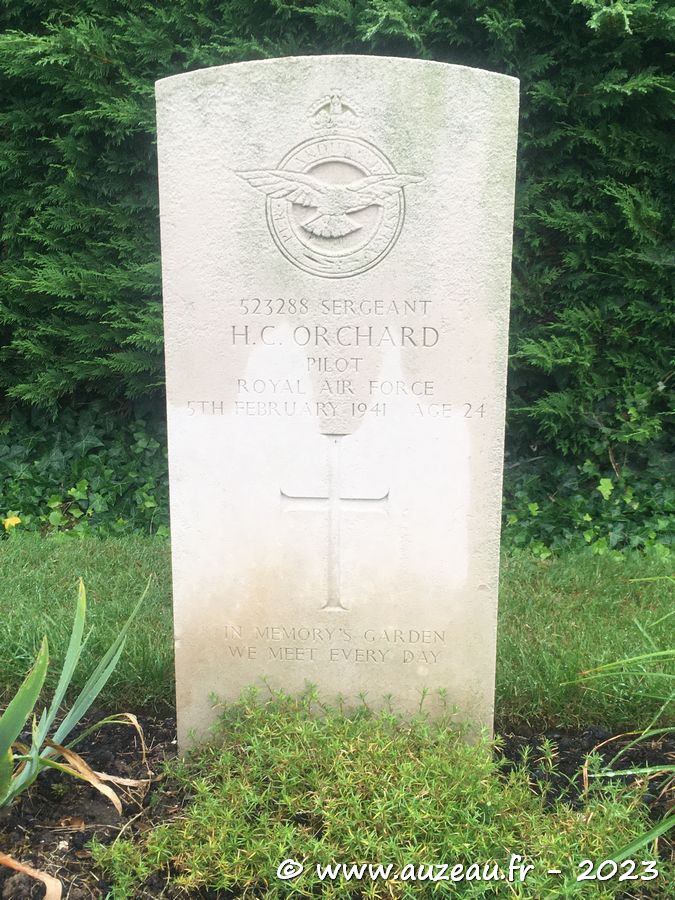 523288 SERGEANT
H.C. ORCHARD
PILOT
ROYAL AIR FORCE
5TH FEBRUARY 1941 AGE 24
IN MEMORY'S GARDEN
WE MEET EVERY DAY
© www.auzeau.fr - 2023